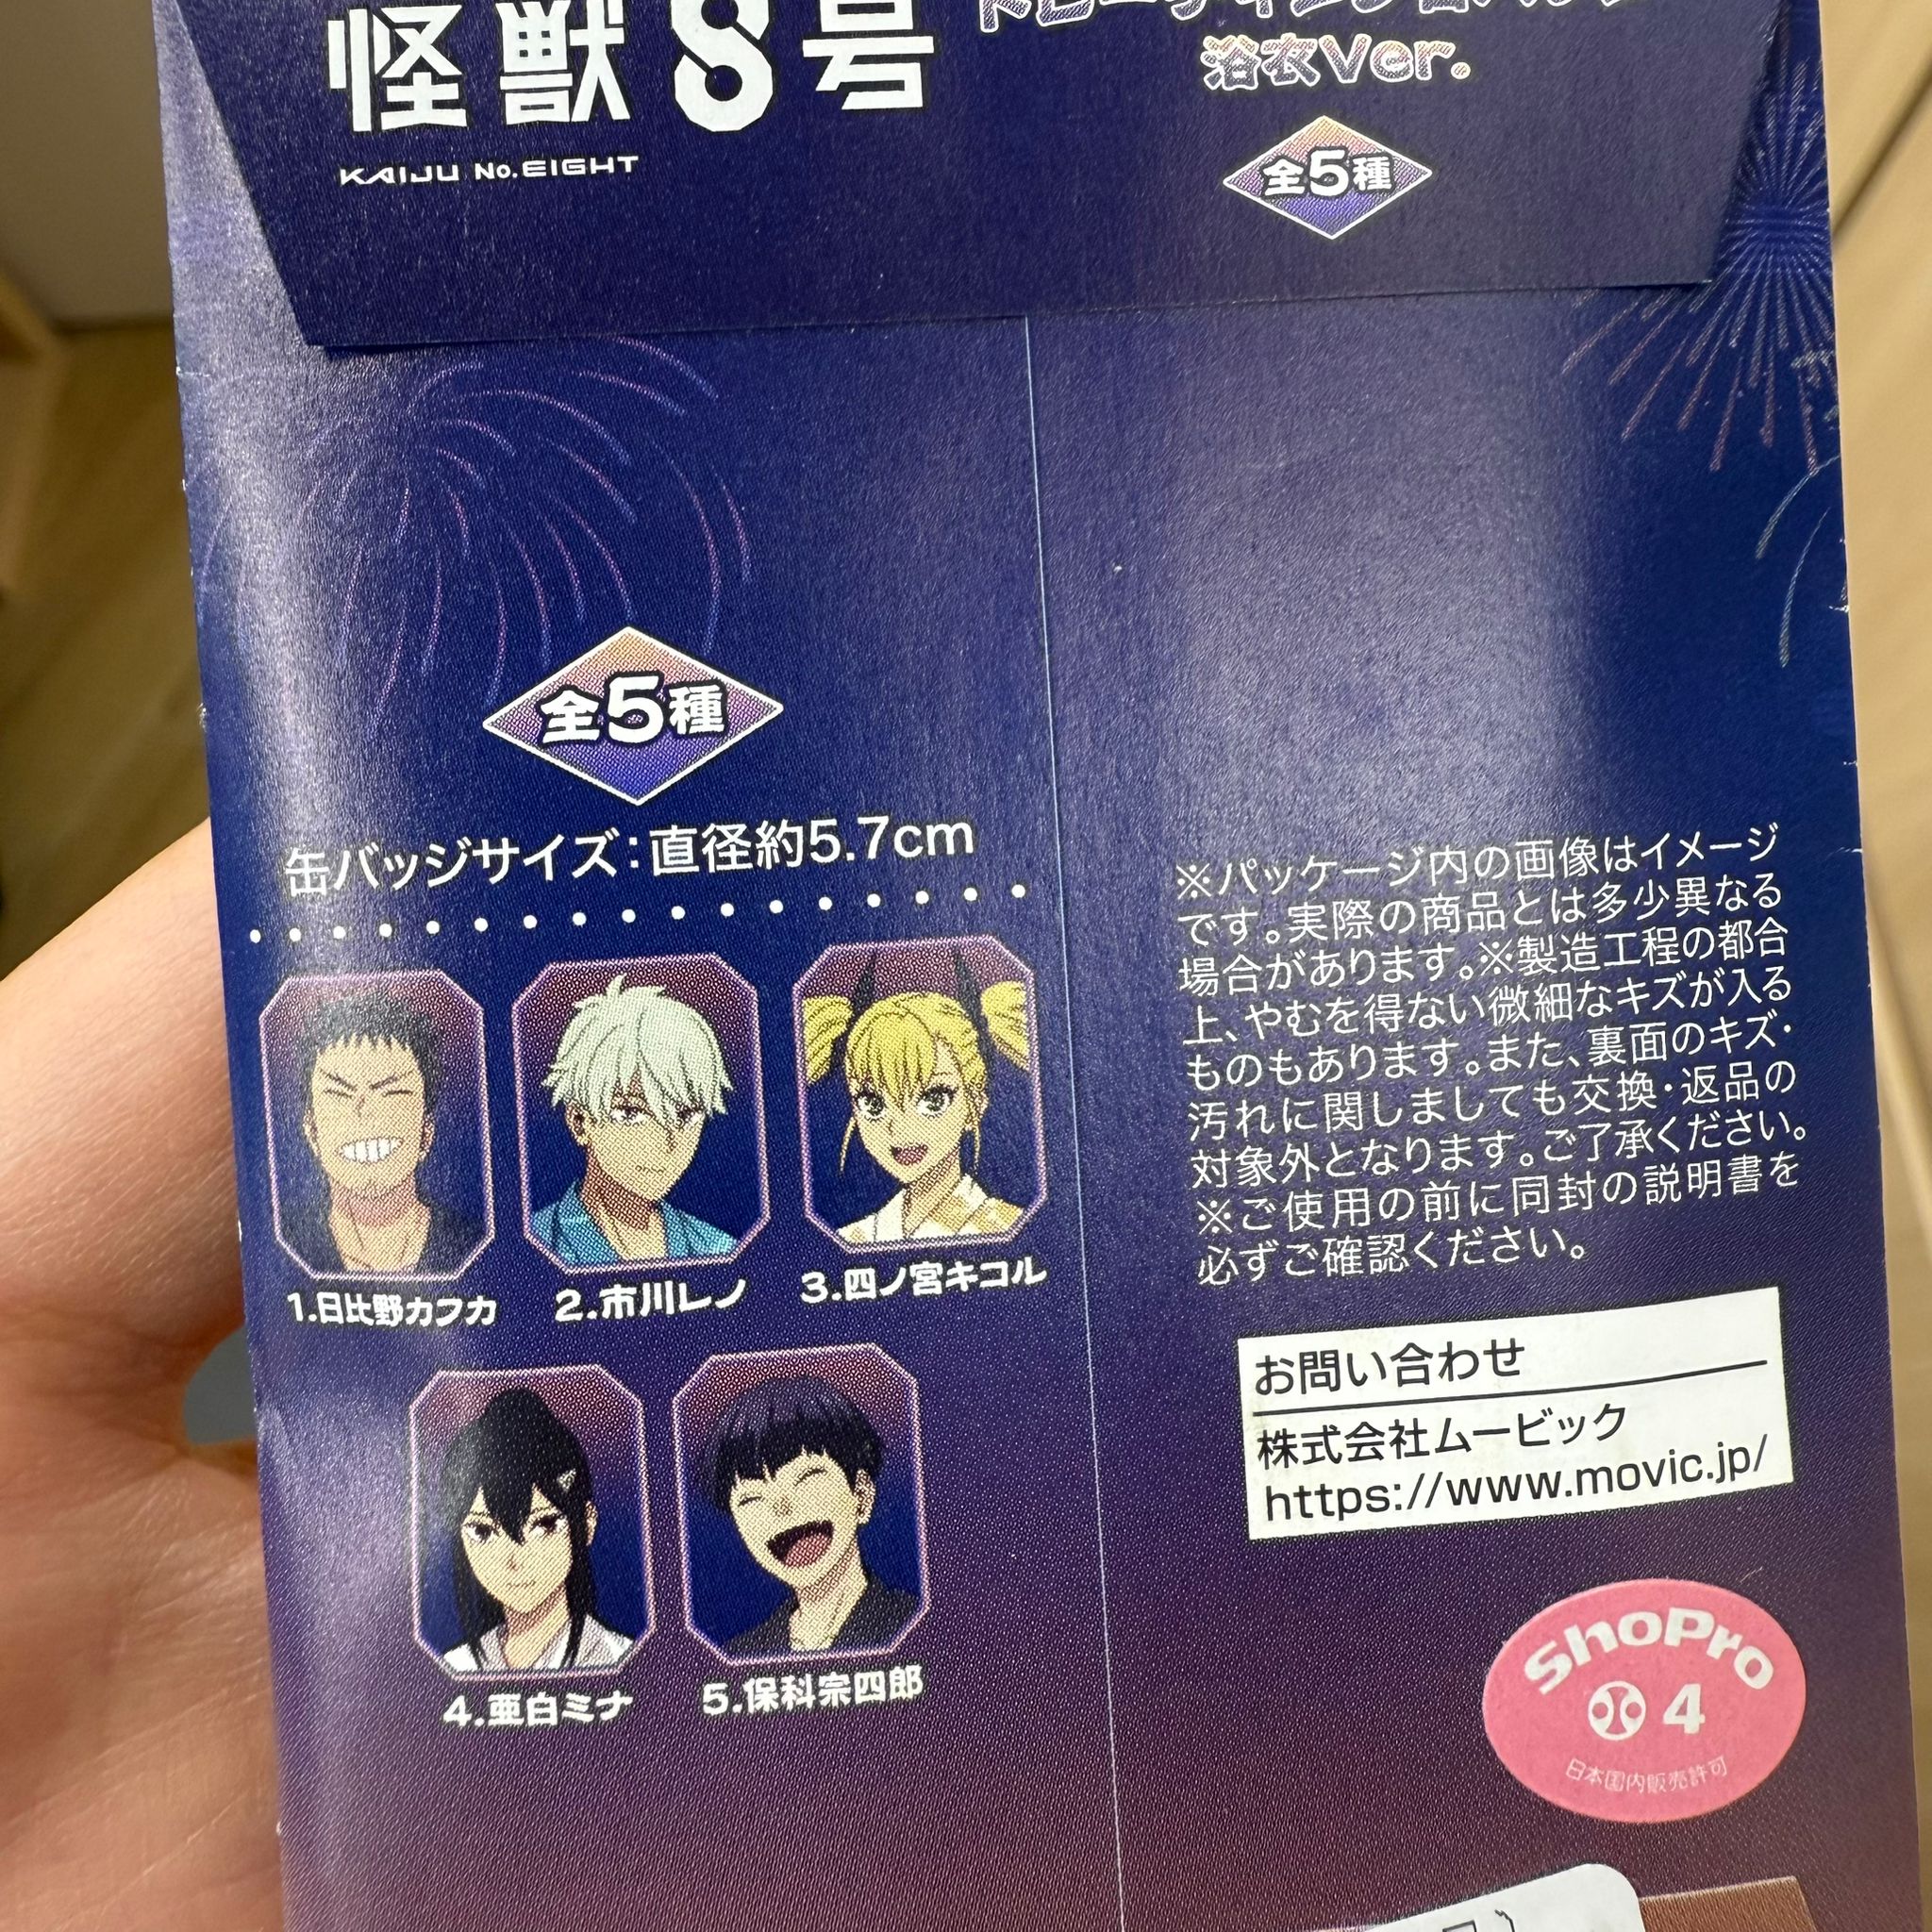 怪獣8号
KAIJU No.EIGHT
浴衣Ver.
全5種
全5種
缶バッジサイズ:直径約5.7cm
1.日比野カフカ
2.市川レノ
3.四ノ宮キコル
4.亜白ミナ
5.保科宗四郎
※パッケージ内の画像はイメージ
です。実際の商品とは多少異なる
場合があります。※製造工程の都合
上、やむを得ない微細なキズが入る
ものもあります。また、裏面のキズ・
汚れに関しましても交換・返品の
対象外となります。ご了承ください。
※ご使用の前に同封の説明書を
必ずご確認ください。
お問い合わせ
株式会社ムービック
https://www.movic.jp/
ShoPro
4
日本国内販売許可